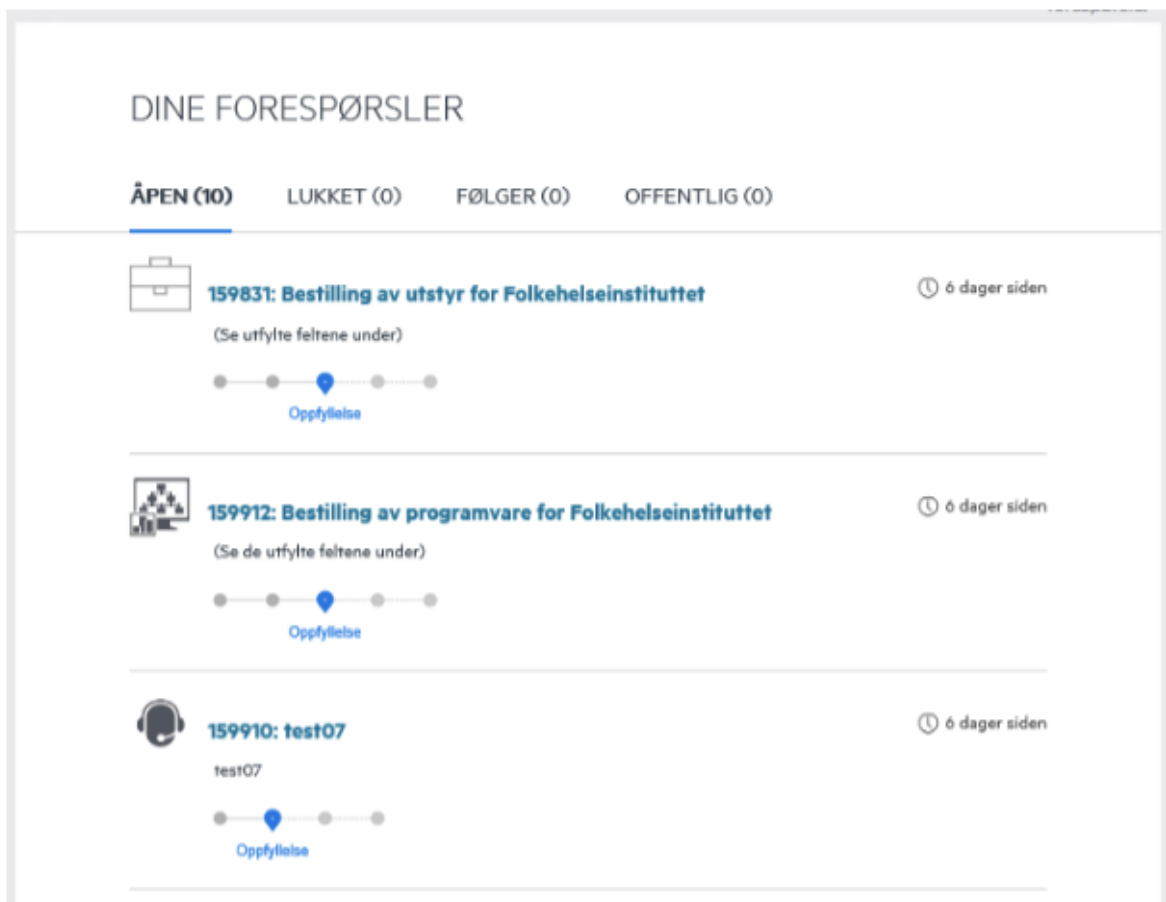 DINE FORESPØRSLER
ÅPEN (10) LUKKET (0) FØLGER (0) OFFENTLIG (0)
159831: Bestilling av utstyr for Folkehelseinstituttet 6 dager siden
(Se utfylte feltene under)
Oppfyllelse
159912: Bestilling av programvare for Folkehelseinstituttet 6 dager siden
(Se de utfylte feltene under)
Oppfyllelse
159910: test07 6 dager siden
test07
Oppfyllelse